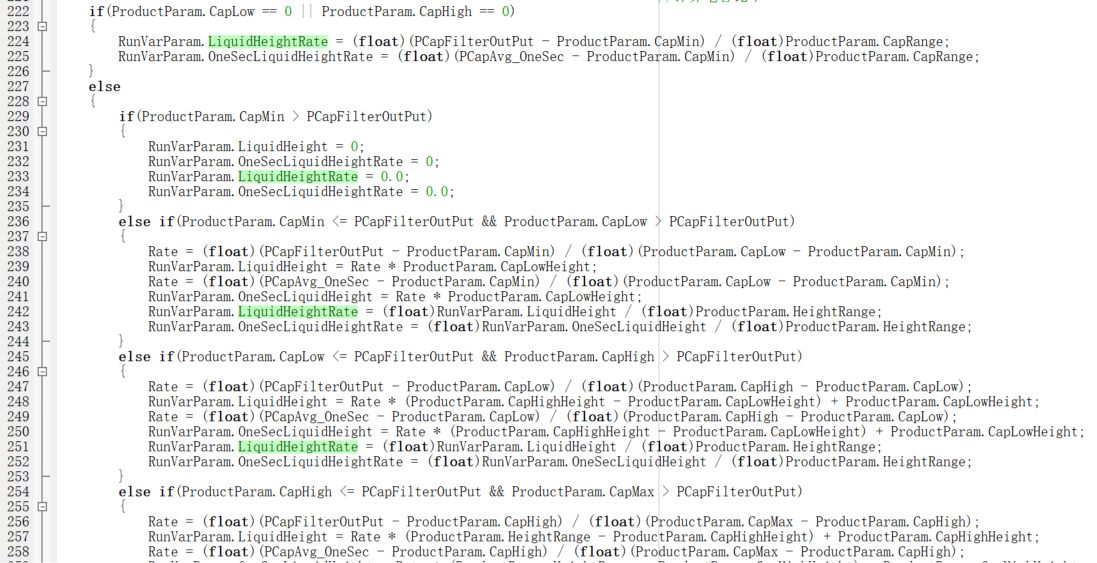 222 if(ProductParam.CapLow == 0 || ProductParam.CapHigh == 0)
223 {
224 RunVarParam.LiquidHeightRate = (float)(PCapFilterOutPut - ProductParam.CapMin) / (float)ProductParam.CapRange;
225 RunVarParam.OneSecLiquidHeightRate = (float)(PCapAvg_OneSec - ProductParam.CapMin) / (float)ProductParam.CapRange;
226 }
227 else
228 {
229 if(ProductParam.CapMin > PCapFilterOutPut)
230 {
231 RunVarParam.LiquidHeight = 0;
232 RunVarParam.OneSecLiquidHeightRate = 0;
233 RunVarParam.LiquidHeightRate = 0.0;
234 RunVarParam.OneSecLiquidHeightRate = 0.0;
235 }
236 else if(ProductParam.CapMin <= PCapFilterOutPut && ProductParam.CapLow > PCapFilterOutPut)
237 {
238 Rate = (float)(PCapFilterOutPut - ProductParam.CapMin) / (float)(ProductParam.CapLow - ProductParam.CapMin);
239 RunVarParam.LiquidHeight = Rate * ProductParam.CapLowHeight;
240 Rate = (float)(PCapAvg_OneSec - ProductParam.CapMin) / (float)(ProductParam.CapLow - ProductParam.CapMin);
241 RunVarParam.OneSecLiquidHeight = Rate * ProductParam.CapLowHeight;
242 RunVarParam.LiquidHeightRate = (float)RunVarParam.LiquidHeight / (float)ProductParam.HeightRange;
243 RunVarParam.OneSecLiquidHeightRate = (float)RunVarParam.OneSecLiquidHeight / (float)ProductParam.HeightRange;
244 }
245 else if(ProductParam.CapLow <= PCapFilterOutPut && ProductParam.CapHigh > PCapFilterOutPut)
246 {
247 Rate = (float)(PCapFilterOutPut - ProductParam.CapLow) / (float)(ProductParam.CapHigh - ProductParam.CapLow);
248 RunVarParam.LiquidHeight = Rate * (ProductParam.CapHighHeight - ProductParam.CapLowHeight) + ProductParam.CapLowHeight;
249 Rate = (float)(PCapAvg_OneSec - ProductParam.CapLow) / (float)(ProductParam.CapHigh - ProductParam.CapLow);
250 RunVarParam.OneSecLiquidHeight = Rate * (ProductParam.CapHighHeight - ProductParam.CapLowHeight) + ProductParam.CapLowHeight;
251 RunVarParam.LiquidHeightRate = (float)RunVarParam.LiquidHeight / (float)ProductParam.HeightRange;
252 RunVarParam.OneSecLiquidHeightRate = (float)RunVarParam.OneSecLiquidHeight / (float)ProductParam.HeightRange;
253 }
254 else if(ProductParam.CapHigh <= PCapFilterOutPut && ProductParam.CapMax > PCapFilterOutPut)
255 {
256 Rate = (float)(PCapFilterOutPut - ProductParam.CapHigh) / (float)(ProductParam.CapMax - ProductParam.CapHigh);
257 RunVarParam.LiquidHeight = Rate * (ProductParam.HeightRange - ProductParam.CapHighHeight) + ProductParam.CapHighHeight;
258 Rate = (float)(PCapAvg_OneSec - ProductParam.CapHigh) / (float)(ProductParam.CapMax - ProductParam.CapHigh);